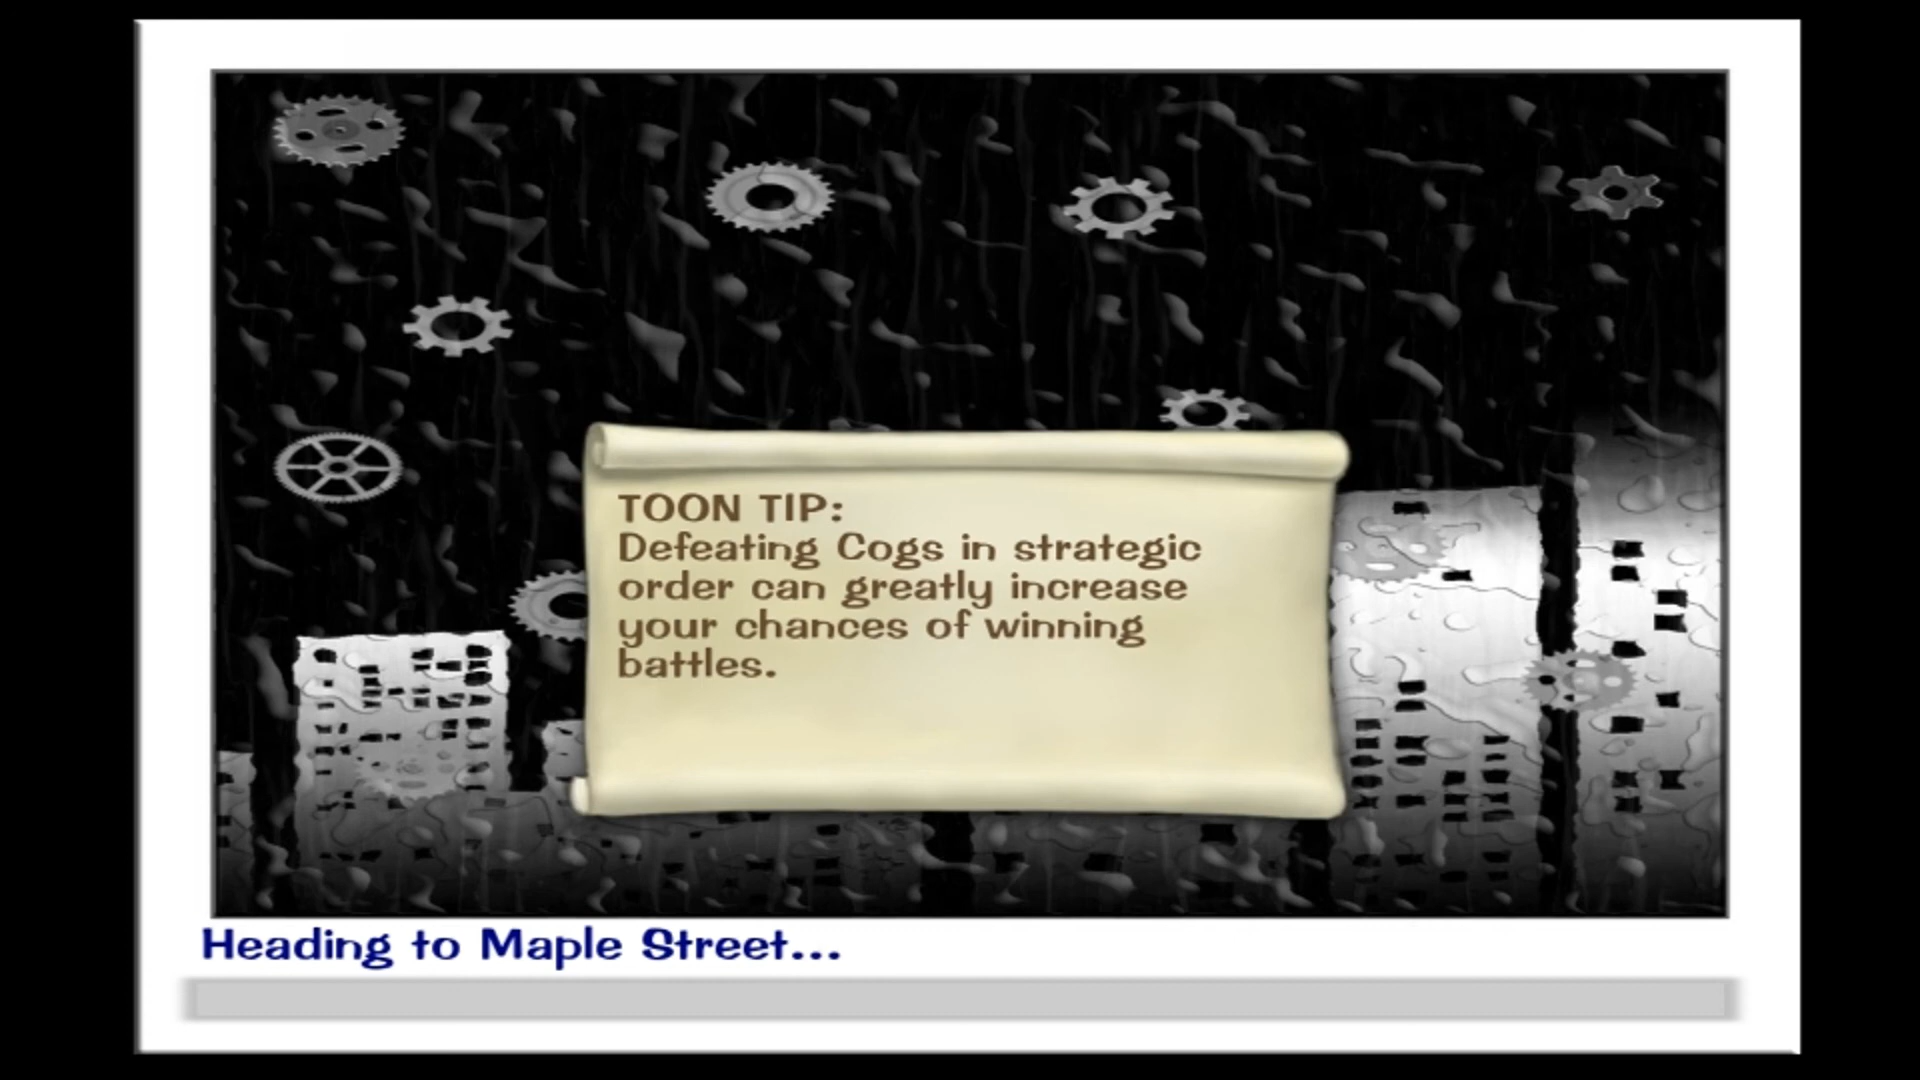 TOON TIP:
Defeating Cogs in strategic
order can greatly increase
your chances of winning
battles.
Heading to Maple Street...